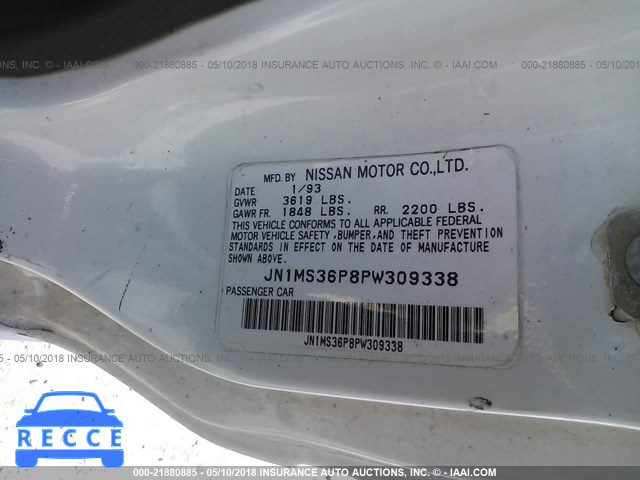 000-21880885 - 05/10/2018 INSURANCE AUTO AUCTIONS, INC. - © - IAAI.COM
MFD. BY NISSAN MOTOR CO.,LTD.
DATE 1/93
GVWR 3619 LBS.
GAWR FR. 1848 LBS. RR. 2200 LBS.
THIS VEHICLE CONFORMS TO ALL APPLICABLE FEDERAL
MOTOR VEHICLE SAFETY, BUMPER, AND THEFT PREVENTION
STANDARDS IN EFFECT ON THE DATE OF MANUFACTURE
SHOWN ABOVE.
JN1MS36P8PW309338
PASSENGER CAR
JN1MS36P8PW309338
RECCE
000-21880885 - 05/10/2018 INSURANCE AUTO AUCTIONS, INC. - © - IAAI.COM